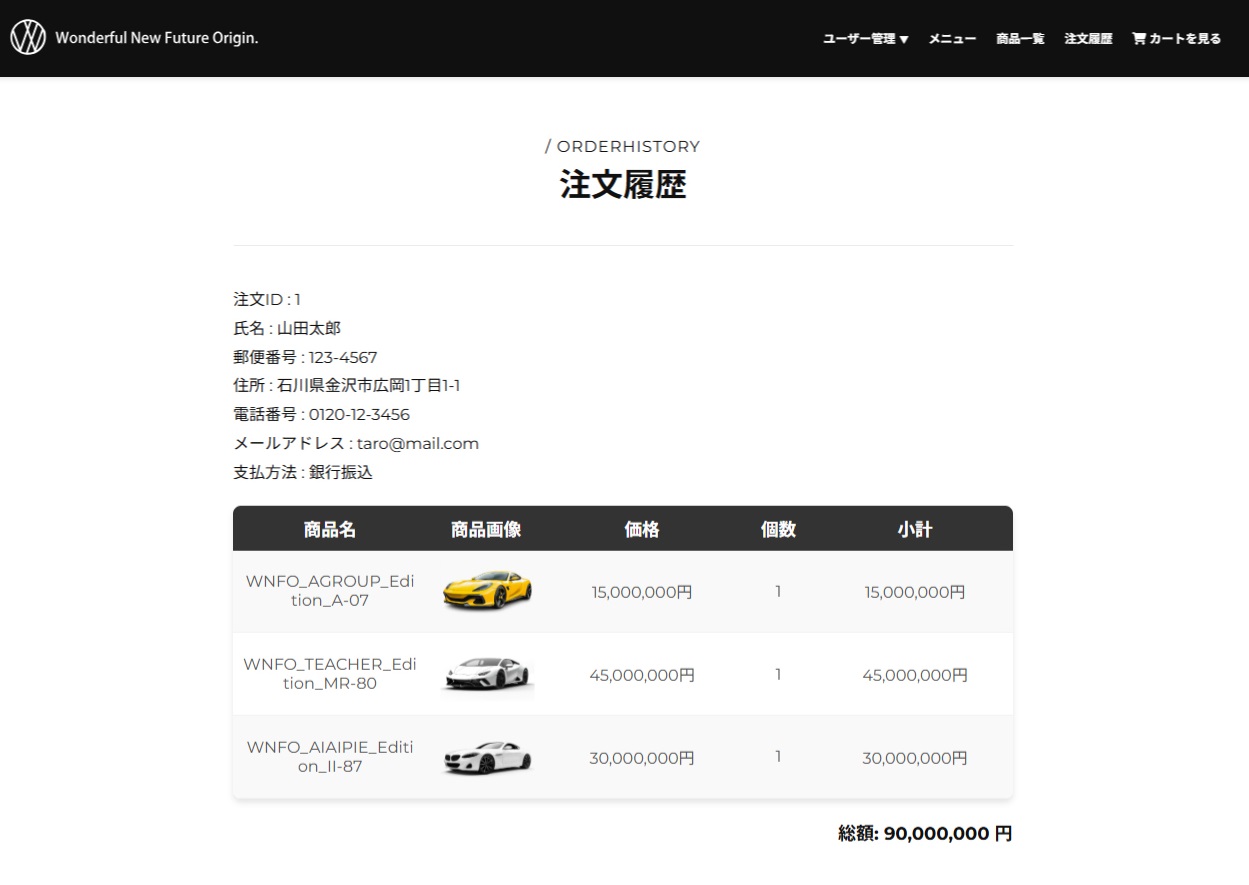 Wonderful New Future Origin.
ユーザー管理 ▼ メニュー 商品一覧 注文履歴 カートを見る
/ ORDERHISTORY
注文履歴
注文ID : 1
氏名 : 山田太郎
郵便番号 : 123-4567
住所 : 石川県金沢市広岡1丁目1-1
電話番号 : 0120-12-3456
メールアドレス : taro@mail.com
支払方法 : 銀行振込
商品名 商品画像 価格 個数 小計
WNFO_AGROUP_Edi
tion_A-07
15,000,000円 1 15,000,000円
WNFO_TEACHER_Edi
tion_MR-80
45,000,000円 1 45,000,000円
WNFO_AIAIPIE_Editi
on_II-87
30,000,000円 1 30,000,000円
総額: 90,000,000 円